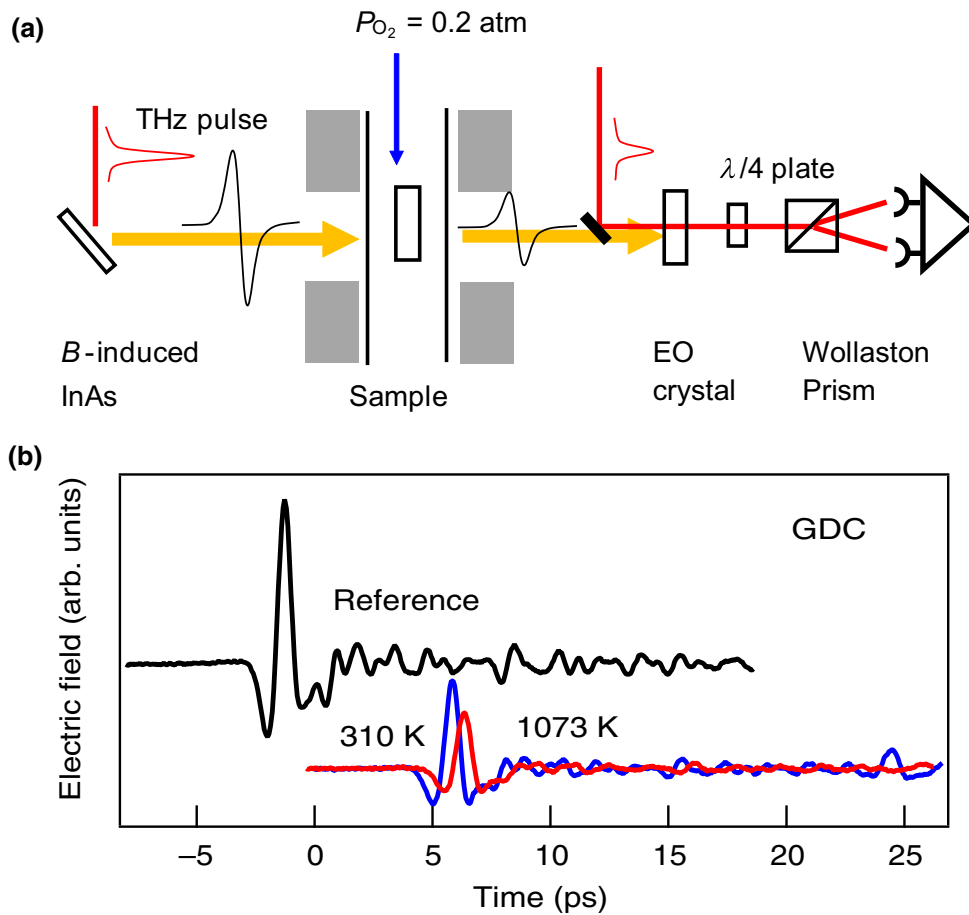 (a)
P_O₂ = 0.2 atm
THz pulse
λ/4 plate
B-induced
InAs
Sample
EO
crystal
Wollaston
Prism
(b)
Electric field (arb. units)
GDC
Reference
310 K
1073 K
−5
0
5
10
15
20
25
Time (ps)